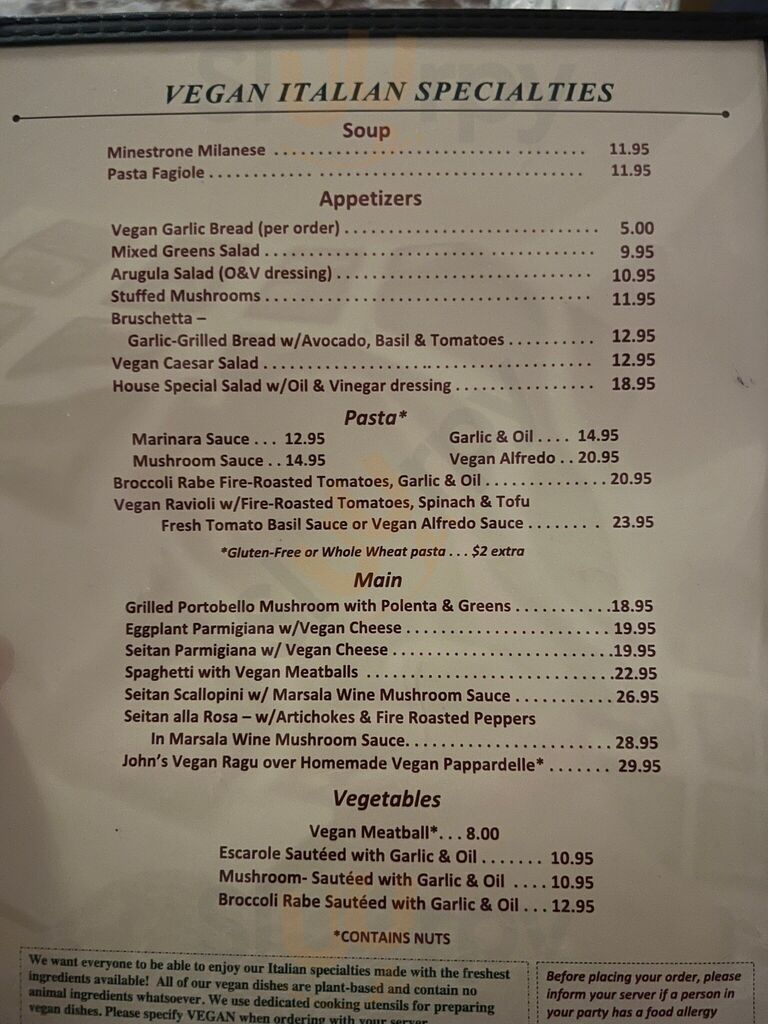 VEGAN ITALIAN SPECIALTIES
Soup
Minestrone Milanese ........................................ 11.95
Pasta Fagiole ........................................ 11.95
Appetizers
Vegan Garlic Bread (per order) .............................. 5.00
Mixed Greens Salad ........................................ 9.95
Arugula Salad (O&V dressing) .............................. 10.95
Stuffed Mushrooms ........................................ 11.95
Bruschetta –
Garlic-Grilled Bread w/Avocado, Basil & Tomatoes .......... 12.95
Vegan Caesar Salad ........................................ 12.95
House Special Salad w/Oil & Vinegar dressing ................ 18.95
Pasta*
Marinara Sauce ... 12.95 Garlic & Oil .... 14.95
Mushroom Sauce .. 14.95 Vegan Alfredo .. 20.95
Broccoli Rabe Fire-Roasted Tomatoes, Garlic & Oil .............. 20.95
Vegan Ravioli w/Fire-Roasted Tomatoes, Spinach & Tofu
Fresh Tomato Basil Sauce or Vegan Alfredo Sauce ........ 23.95
*Gluten-Free or Whole Wheat pasta ... $2 extra
Main
Grilled Portobello Mushroom with Polenta & Greens ...........18.95
Eggplant Parmigiana w/Vegan Cheese ........................ 19.95
Seitan Parmigiana w/ Vegan Cheese .........................19.95
Spaghetti with Vegan Meatballs ............................22.95
Seitan Scallopini w/ Marsala Wine Mushroom Sauce ........... 26.95
Seitan alla Rosa – w/Artichokes & Fire Roasted Peppers
In Marsala Wine Mushroom Sauce........................ 28.95
John's Vegan Ragu over Homemade Vegan Pappardelle* ....... 29.95
Vegetables
Vegan Meatball*... 8.00
Escarole Sautéed with Garlic & Oil ....... 10.95
Mushroom- Sautéed with Garlic & Oil .... 10.95
Broccoli Rabe Sautéed with Garlic & Oil ... 12.95
*CONTAINS NUTS
We want everyone to be able to enjoy our Italian specialties made with the freshest
ingredients available! All of our vegan dishes are plant-based and contain no
animal ingredients whatsoever. We use dedicated cooking utensils for preparing
vegan dishes. Please specify VEGAN when ordering with your server
Before placing your order, please
inform your server if a person in
your party has a food allergy